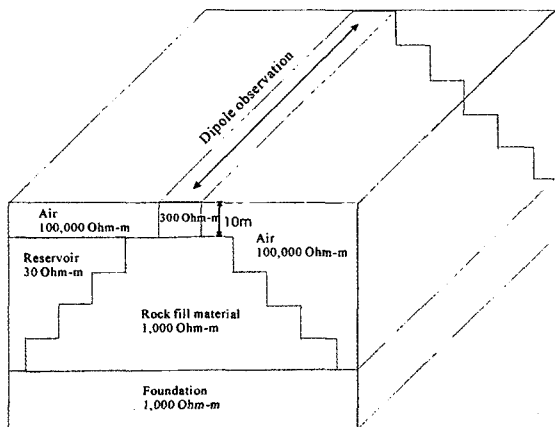 Dipole observation
Air
100,000 Ohm-m
300 Ohm-m
10m
Air
100,000 Ohm-m
Reservoir
30 Ohm-m
Rock fill material
1,000 Ohm-m
Foundation
1,000 Ohm-m